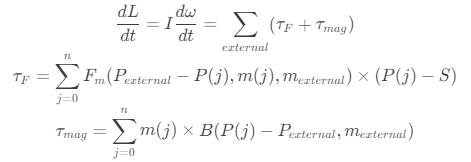 dL/dt = I dω/dt = ∑_{external} (τ_F + τ_{mag})
τ_F = ∑_{j=0}^{n} F_m(P_{external} − P(j), m(j), m_{external}) × (P(j) − S)
τ_{mag} = ∑_{j=0}^{n} m(j) × B(P(j) − P_{external}, m_{external})